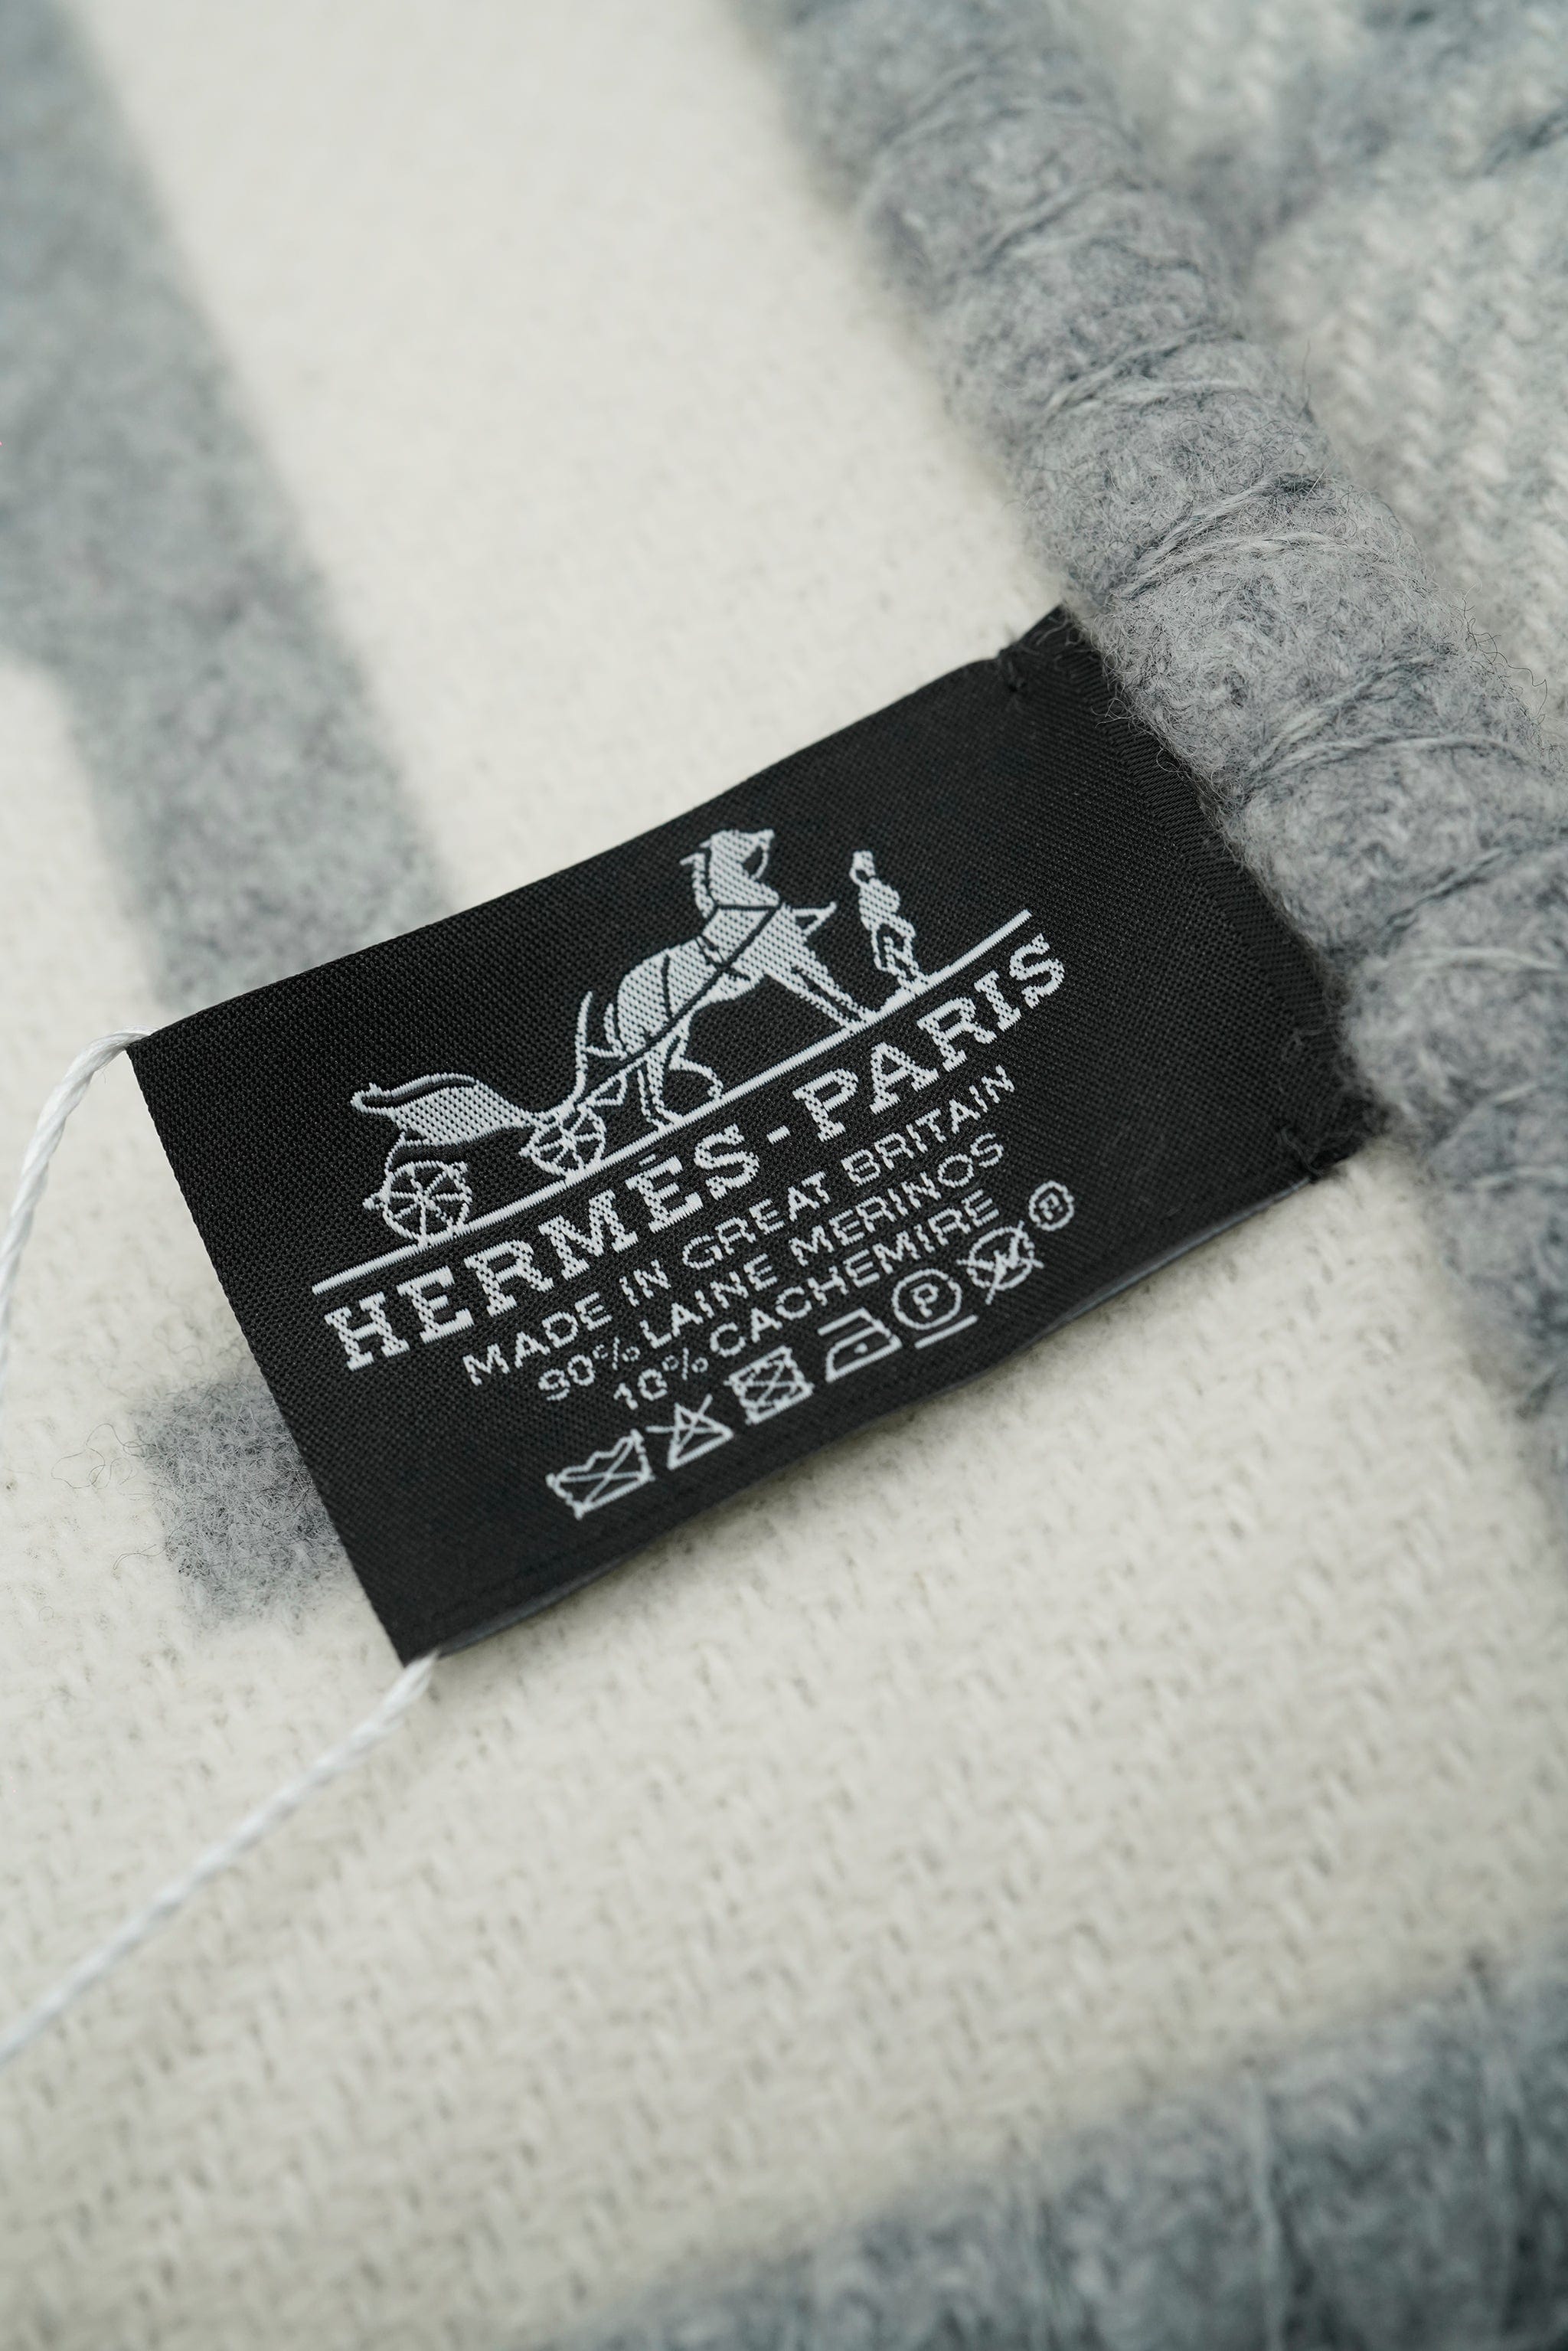 HERMÈS-PARIS
MADE IN GREAT BRITAIN
90% LAINE MERINOS
10% CACHEMIRE
P